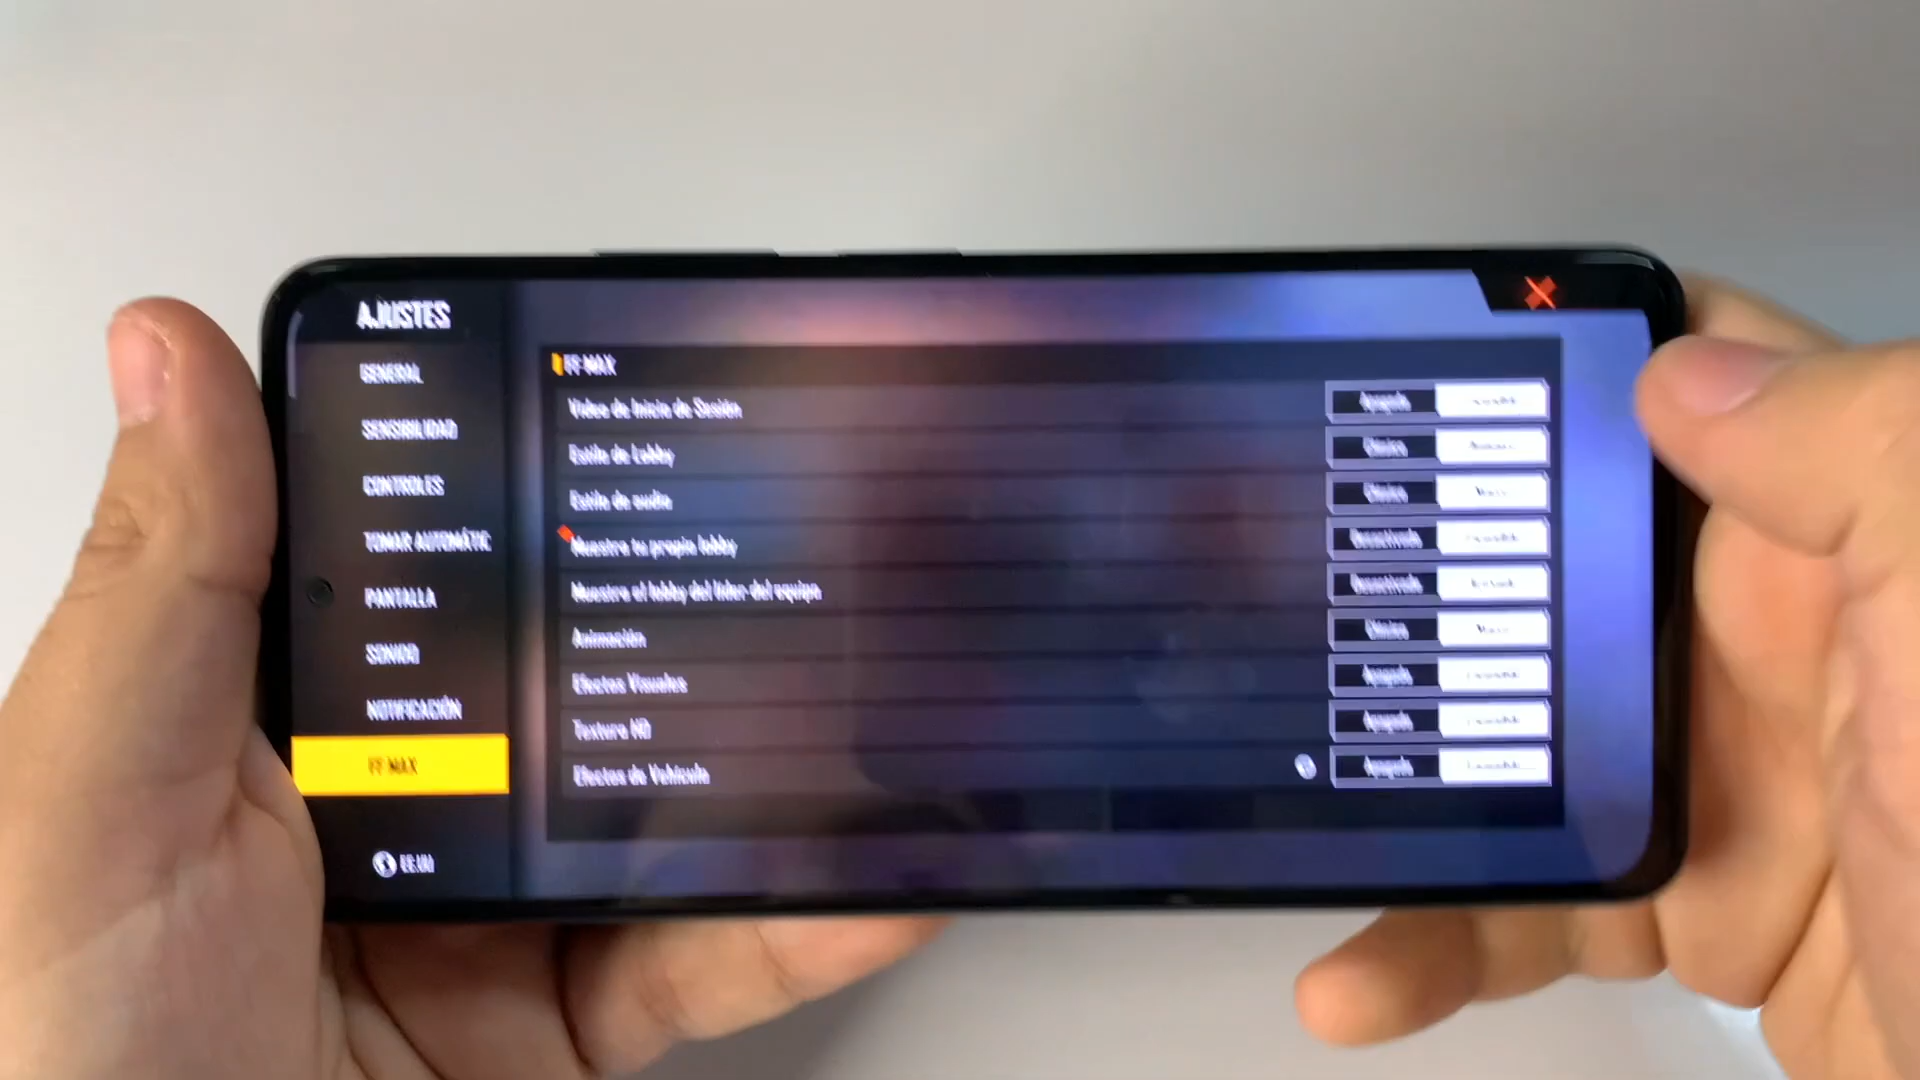 AJUSTES
GENERAL
SENSIBILIDAD
CONTROLES
TOMAR AUTOMÁTIC
PANTALLA
SONIDO
NOTIFICACIÓN
FF MAX
EE.UU
FF MAX
Video de Inicio de Sesión
Apagado
Estilo de Lobby
Clásico
Estilo de audio
Clásico
Muestra tu propio lobby
Desactivado
Muestra el lobby del líder del equipo
Desactivado
Animación
Clásico
Efectos Visuales
Apagado
Textura HD
Apagado
Efectos de Vehículo
Apagado